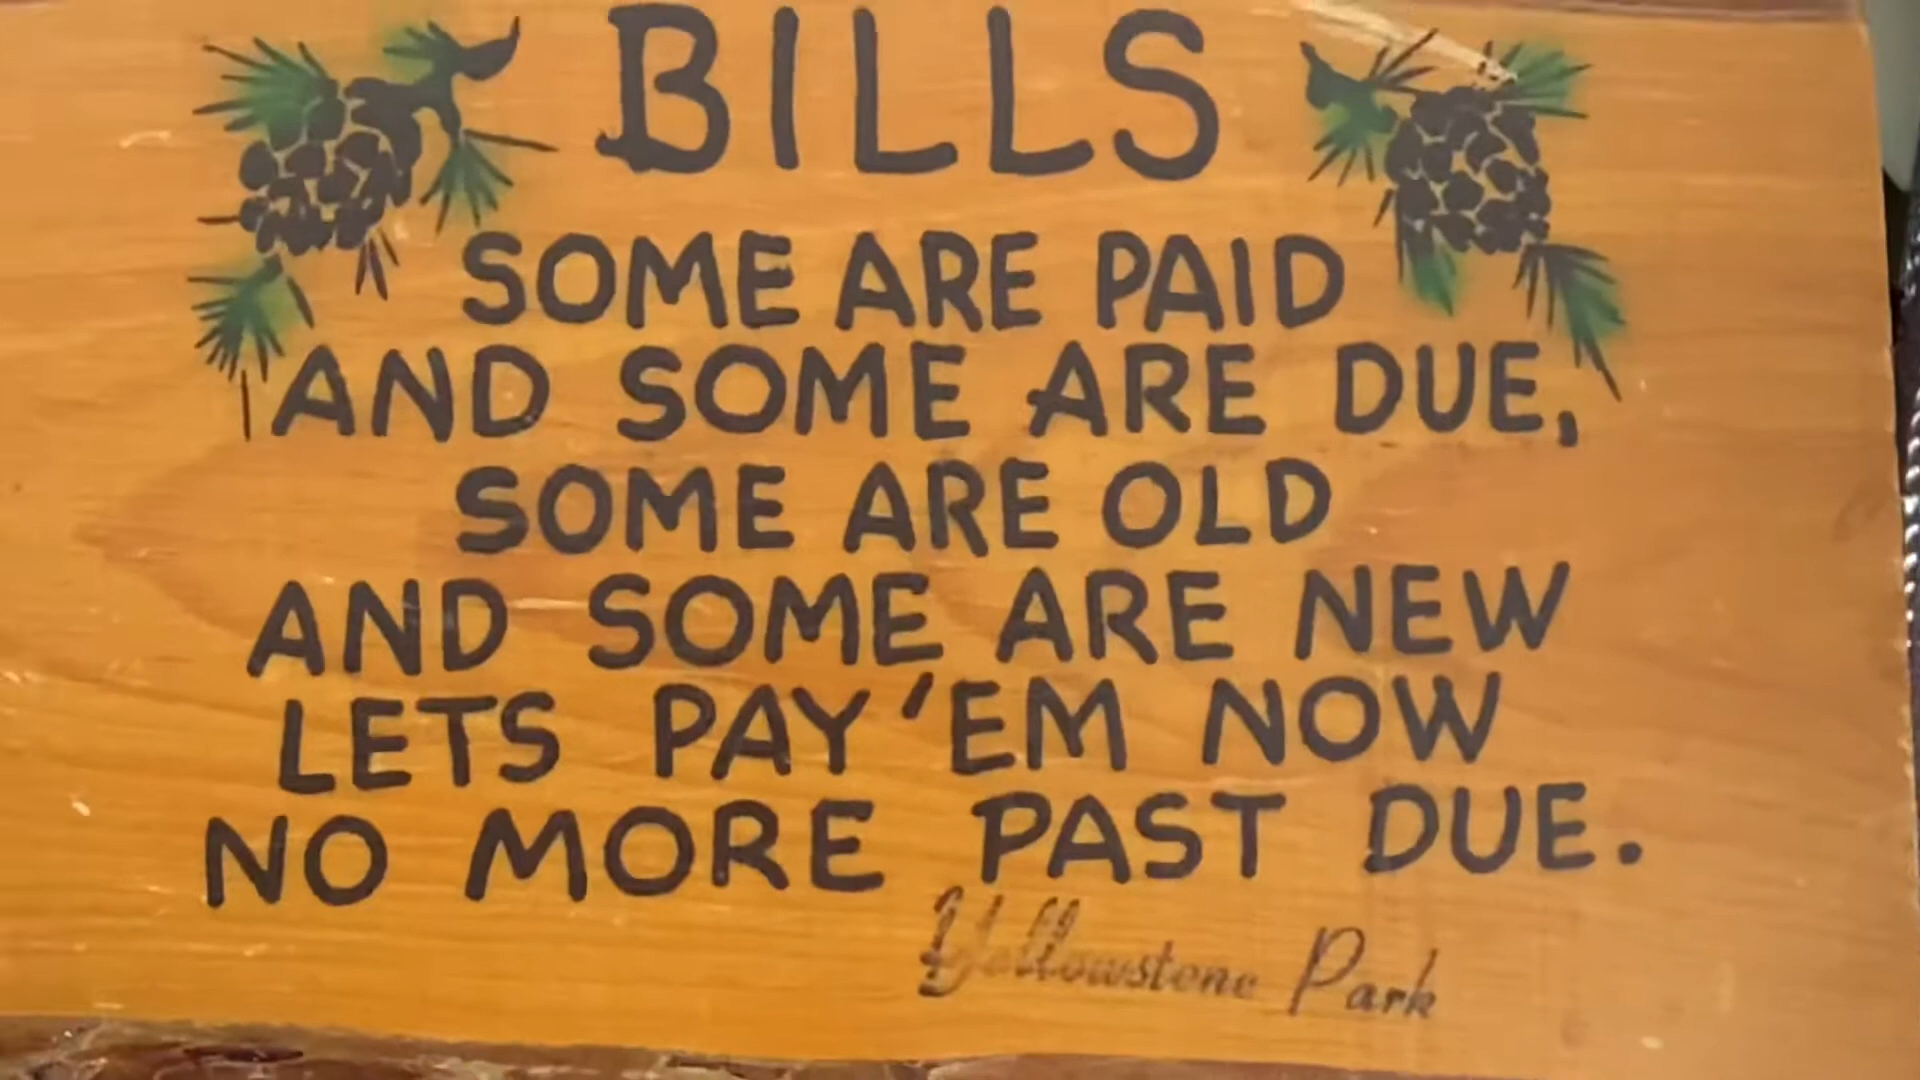 BILLS
SOME ARE PAID
AND SOME ARE DUE,
SOME ARE OLD
AND SOME ARE NEW
LETS PAY 'EM NOW
NO MORE PAST DUE.
Yellowstone Park